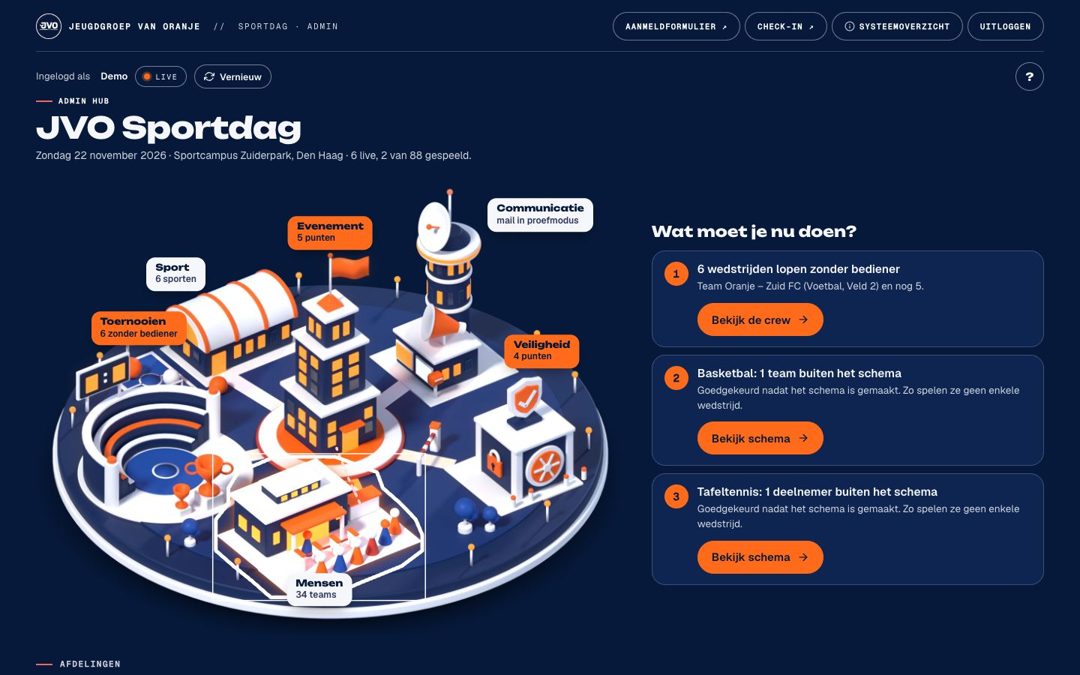 JVO JEUGDGROEP VAN ORANJE // SPORTDAG · ADMIN
AANMELDFORMULIER ↗ CHECK-IN ↗ SYSTEEMOVERZICHT UITLOGGEN
Ingelogd als Demo LIVE Vernieuw ?
ADMIN HUB
JVO Sportdag
Zondag 22 november 2026 · Sportcampus Zuiderpark, Den Haag · 6 live, 2 van 88 gespeeld.
Communicatie
mail in proefmodus
Evenement
5 punten
Sport
6 sporten
Toernooien
6 zonder bediener
Veiligheid
4 punten
Mensen
34 teams
Wat moet je nu doen?
1 6 wedstrijden lopen zonder bediener
Team Oranje – Zuid FC (Voetbal, Veld 2) en nog 5.
Bekijk de crew →
2 Basketbal: 1 team buiten het schema
Goedgekeurd nadat het schema is gemaakt. Zo spelen ze geen enkele
wedstrijd.
Bekijk schema →
3 Tafeltennis: 1 deelnemer buiten het schema
Goedgekeurd nadat het schema is gemaakt. Zo spelen ze geen enkele
wedstrijd.
Bekijk schema →
AFDELINGEN